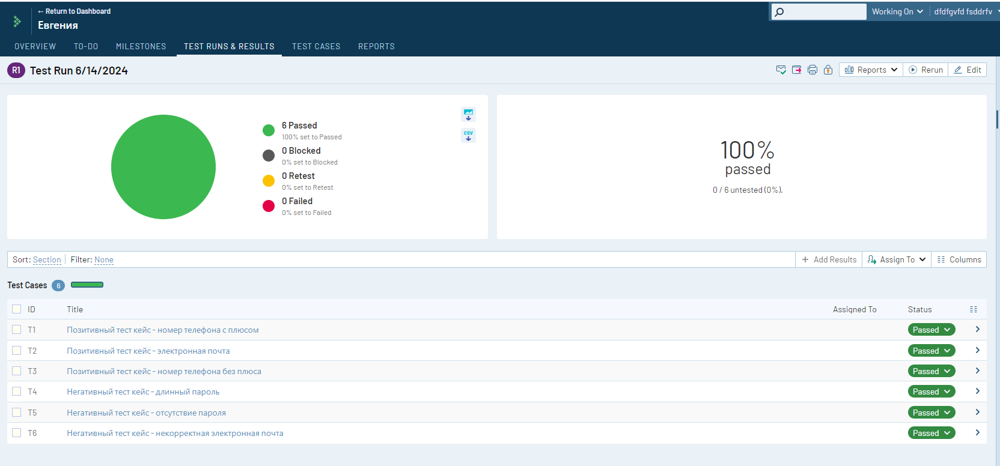 ← Return to Dashboard
Евгения
Working On
dfdfgvfd fsddrfv
OVERVIEW TO-DO MILESTONES TEST RUNS & RESULTS TEST CASES REPORTS
R1 Test Run 6/14/2024
Reports Rerun Edit
6 Passed
100% set to Passed
0 Blocked
0% set to Blocked
0 Retest
0% set to Retest
0 Failed
0% set to Failed
CSV
100%
passed
0 / 6 untested (0%).
Sort: Section Filter: None + Add Results Assign To Columns
Test Cases 6
ID Title Assigned To Status
T1 Позитивный тест кейс - номер телефона с плюсом Passed
T2 Позитивный тест кейс - электронная почта Passed
T3 Позитивный тест кейс - номер телефона без плюса Passed
T4 Негативный тест кейс - длинный пароль Passed
T5 Негативный тест кейс - отсутствие пароля Passed
T6 Негативный тест кейс - некорректная электронная почта Passed